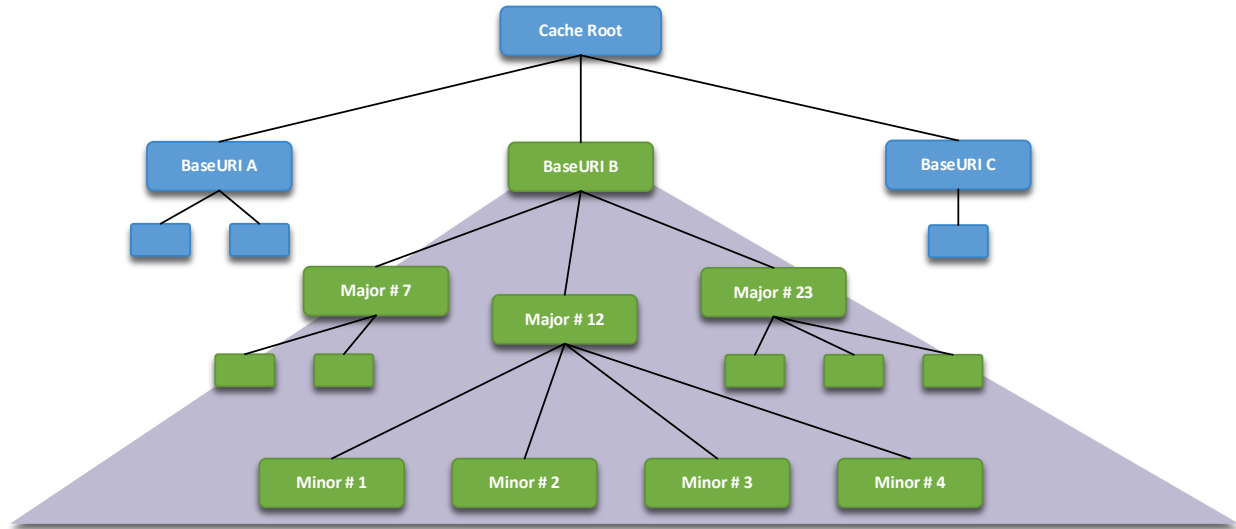 Cache Root
BaseURI A
BaseURI B
BaseURI C
Major # 7
Major # 12
Major # 23
Minor # 1
Minor # 2
Minor # 3
Minor # 4